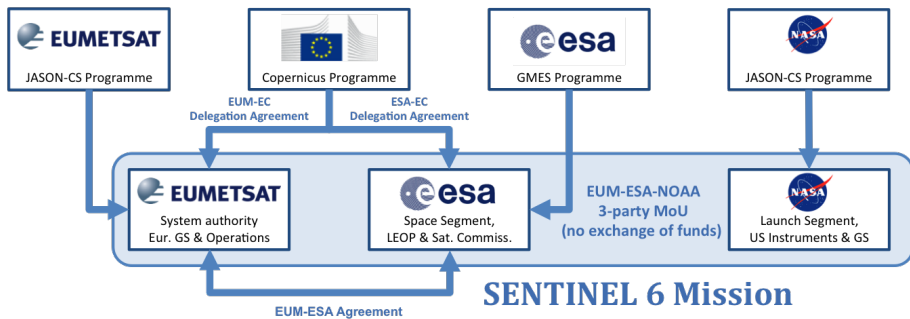 EUMETSAT
JASON-CS Programme
Copernicus Programme
esa
GMES Programme
NASA
JASON-CS Programme
EUM-EC
Delegation Agreement
ESA-EC
Delegation Agreement
EUMETSAT
System authority
Eur. GS & Operations
esa
Space Segment,
LEOP & Sat. Commiss.
EUM-ESA-NOAA
3-party MoU
(no exchange of funds)
NASA
Launch Segment,
US Instruments & GS
EUM-ESA Agreement
SENTINEL 6 Mission